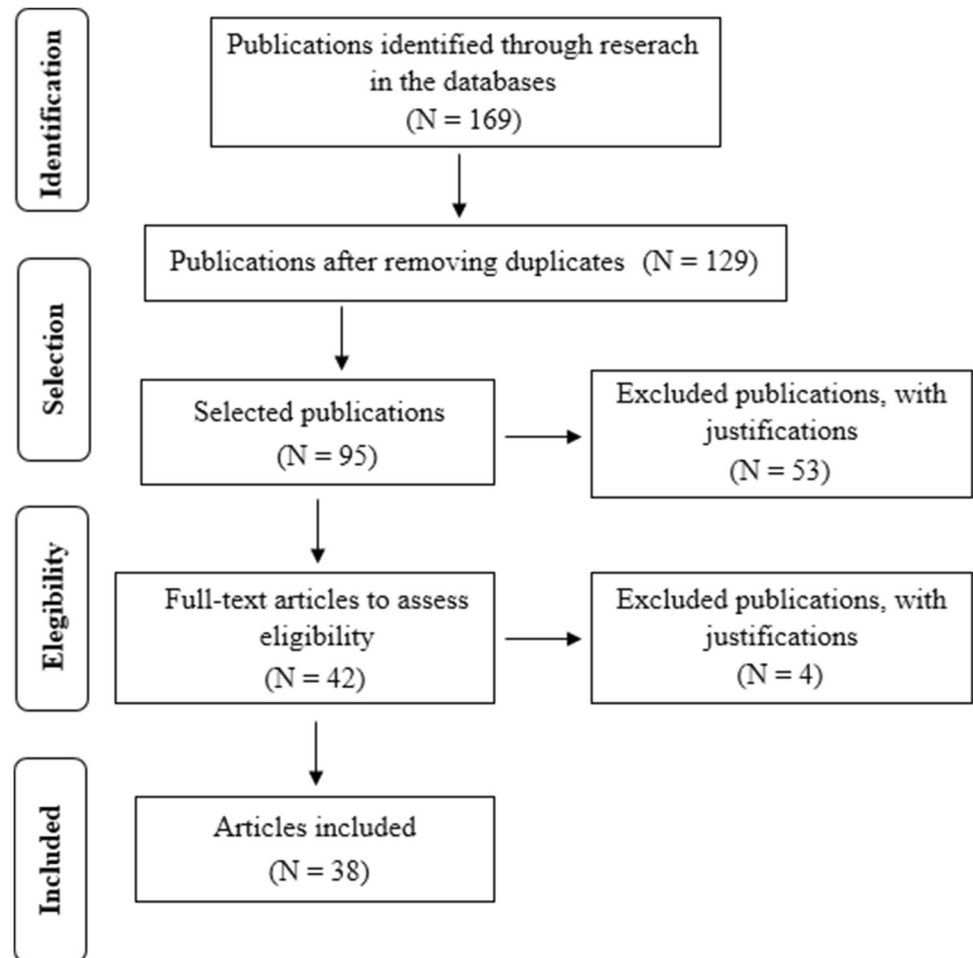 Identification
Publications identified through reserach
in the databases
(N = 169)
Publications after removing duplicates (N = 129)
Selection
Selected publications
(N = 95)
Excluded publications, with
justifications
(N = 53)
Elegibility
Full-text articles to assess
eligibility
(N = 42)
Excluded publications, with
justifications
(N = 4)
Included
Articles included
(N = 38)